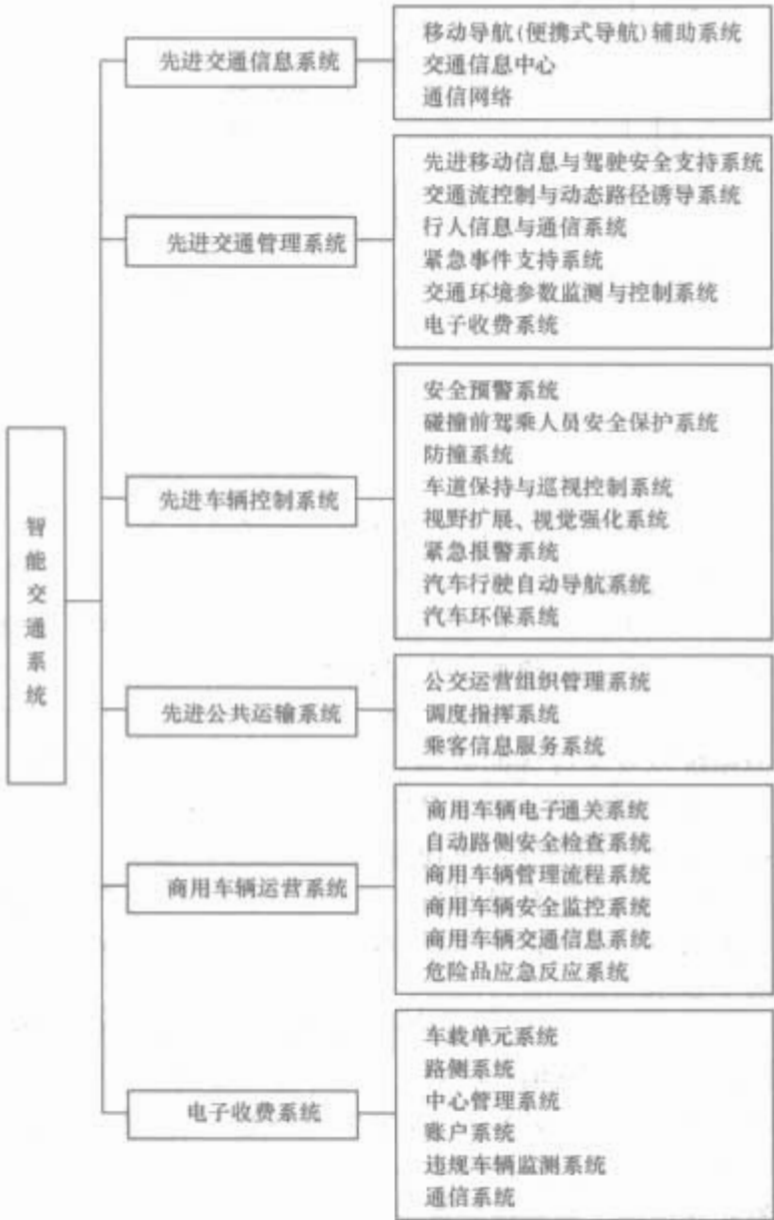 智能交通系统
先进交通信息系统
移动导航(便携式导航)辅助系统
交通信息中心
通信网络
先进交通管理系统
先进移动信息与驾驶安全支持系统
交通流控制与动态路径诱导系统
行人信息与通信系统
紧急事件支持系统
交通环境参数监测与控制系统
电子收费系统
先进车辆控制系统
安全预警系统
碰撞前驾乘人员安全保护系统
防撞系统
车道保持与巡视控制系统
视野扩展、视觉强化系统
紧急报警系统
汽车行驶自动导航系统
汽车环保系统
先进公共运输系统
公交运营组织管理系统
调度指挥系统
乘客信息服务系统
商用车辆运营系统
商用车辆电子通关系统
自动路侧安全检查系统
商用车辆管理流程系统
商用车辆安全监控系统
商用车辆交通信息系统
危险品应急反应系统
电子收费系统
车载单元系统
路侧系统
中心管理系统
账户系统
违规车辆监测系统
通信系统